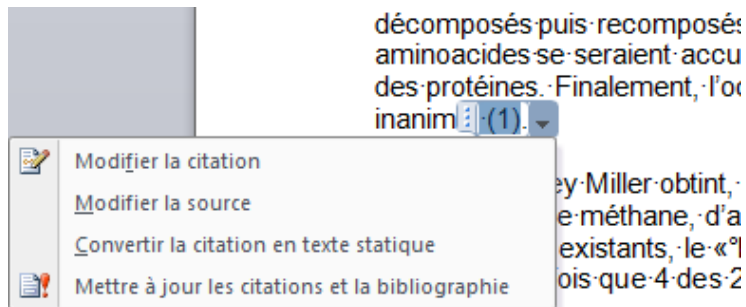 décomposés·puis·recomposés
aminoacides·se·seraient·accu
des·protéines.·Finalement,·l'o
inanim ·(1).
Modifier la citation
ey·Miller·obtint,·
Modifier la source
e·méthane,·d'a
Convertir la citation en texte statique
existants,·le·«°
Mettre à jour les citations et la bibliographie
ois·que·4·des·2